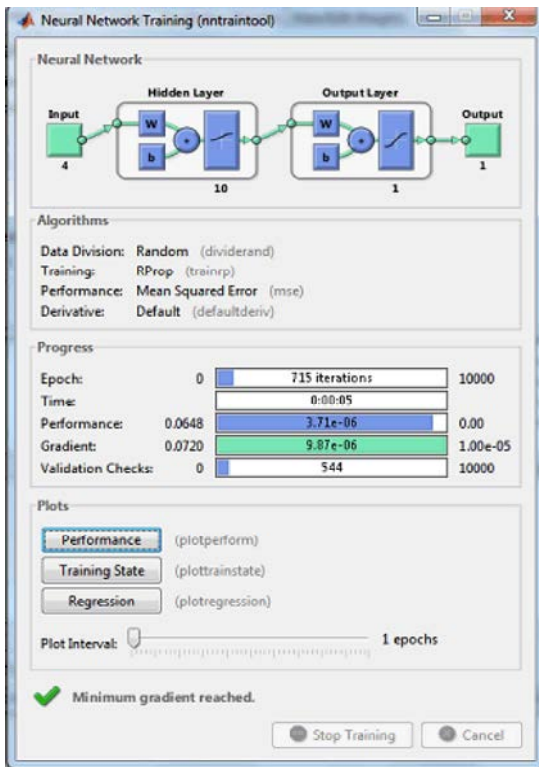 Neural Network Training (nntraintool)
Neural Network
Hidden Layer
Output Layer
Input
W
b
W
b
Output
4
10
1
1
Algorithms
Data Division: Random (dividerand)
Training: RProp (trainrp)
Performance: Mean Squared Error (mse)
Derivative: Default (defaultderiv)
Progress
Epoch: 0 715 iterations 10000
Time: 0:00:05
Performance: 0.0648 3.71e-06 0.00
Gradient: 0.0720 9.87e-06 1.00e-05
Validation Checks: 0 544 10000
Plots
Performance (plotperform)
Training State (plottrainstate)
Regression (plotregression)
Plot Interval: 1 epochs
Minimum gradient reached.
Stop Training Cancel